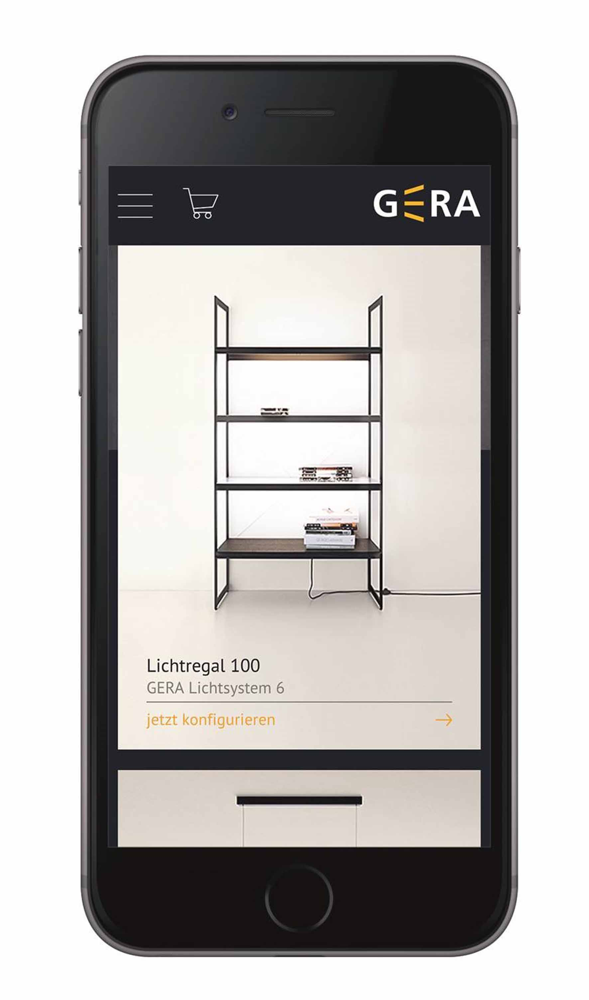 GERA
Lichtregal 100
GERA Lichtsystem 6
jetzt konfigurieren